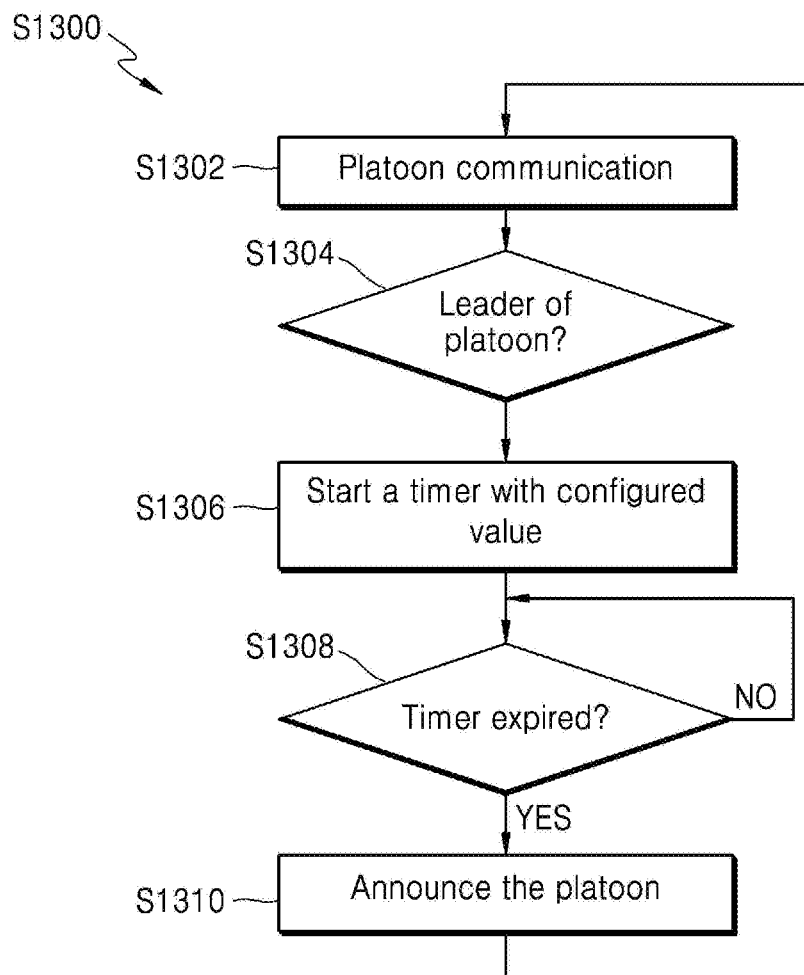 S1300
S1302
Platoon communication
S1304
Leader of
platoon?
S1306
Start a timer with configured
value
S1308
Timer expired?
NO
YES
S1310
Announce the platoon